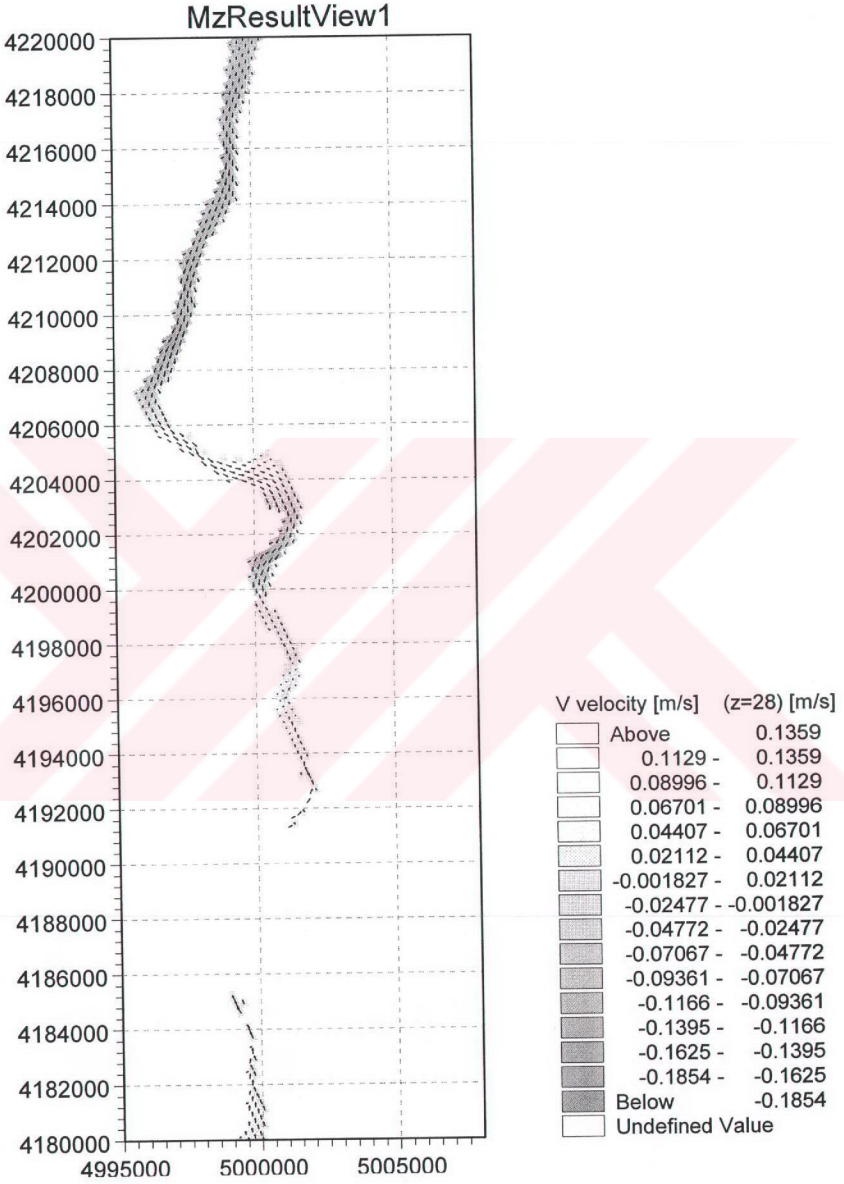 MzResultView1
4220000
4218000
4216000
4214000
4212000
4210000
4208000
4206000
4204000
4202000
4200000
4198000
4196000
4194000
4192000
4190000
4188000
4186000
4184000
4182000
4180000
4995000 5000000 5005000
V velocity [m/s] (z=28) [m/s]
Above 0.1359
0.1129 - 0.1359
0.08996 - 0.1129
0.06701 - 0.08996
0.04407 - 0.06701
0.02112 - 0.04407
-0.001827 - 0.02112
-0.02477 - -0.001827
-0.04772 - -0.02477
-0.07067 - -0.04772
-0.09361 - -0.07067
-0.1166 - -0.09361
-0.1395 - -0.1166
-0.1625 - -0.1395
-0.1854 - -0.1625
Below -0.1854
Undefined Value